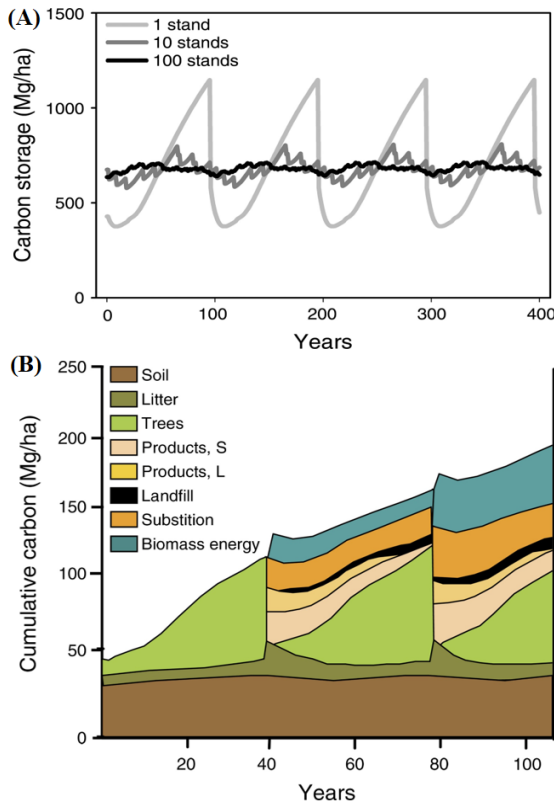 (A)
1500
1000
500
0
Carbon storage (Mg/ha)
1 stand
10 stands
100 stands
0 100 200 300 400
Years
(B)
250
200
150
100
50
0
Cumulative carbon (Mg/ha)
Soil
Litter
Trees
Products, S
Products, L
Landfill
Substition
Biomass energy
20 40 60 80 100
Years